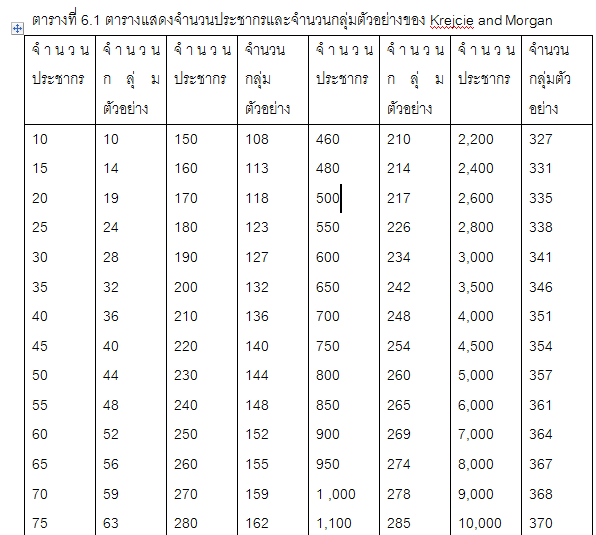 ตารางที่ 6.1 ตารางแสดงจำนวนประชากรและจำนวนกลุ่มตัวอย่างของ Krejcie and Morgan
จำนวน จำนวน จำนวน จำนวน จำนวน จำนวน จำนวน จำนวน
ประชากร กลุ่ม ประชากร กลุ่ม ประชากร กลุ่ม ประชากร กลุ่มตัว
ตัวอย่าง ตัวอย่าง ตัวอย่าง อย่าง
10 10 150 108 460 210 2,200 327
15 14 160 113 480 214 2,400 331
20 19 170 118 500 217 2,600 335
25 24 180 123 550 226 2,800 338
30 28 190 127 600 234 3,000 341
35 32 200 132 650 242 3,500 346
40 36 210 136 700 248 4,000 351
45 40 220 140 750 254 4,500 354
50 44 230 144 800 260 5,000 357
55 48 240 148 850 265 6,000 361
60 52 250 152 900 269 7,000 364
65 56 260 155 950 274 8,000 367
70 59 270 159 1 ,000 278 9,000 368
75 63 280 162 1,100 285 10,000 370